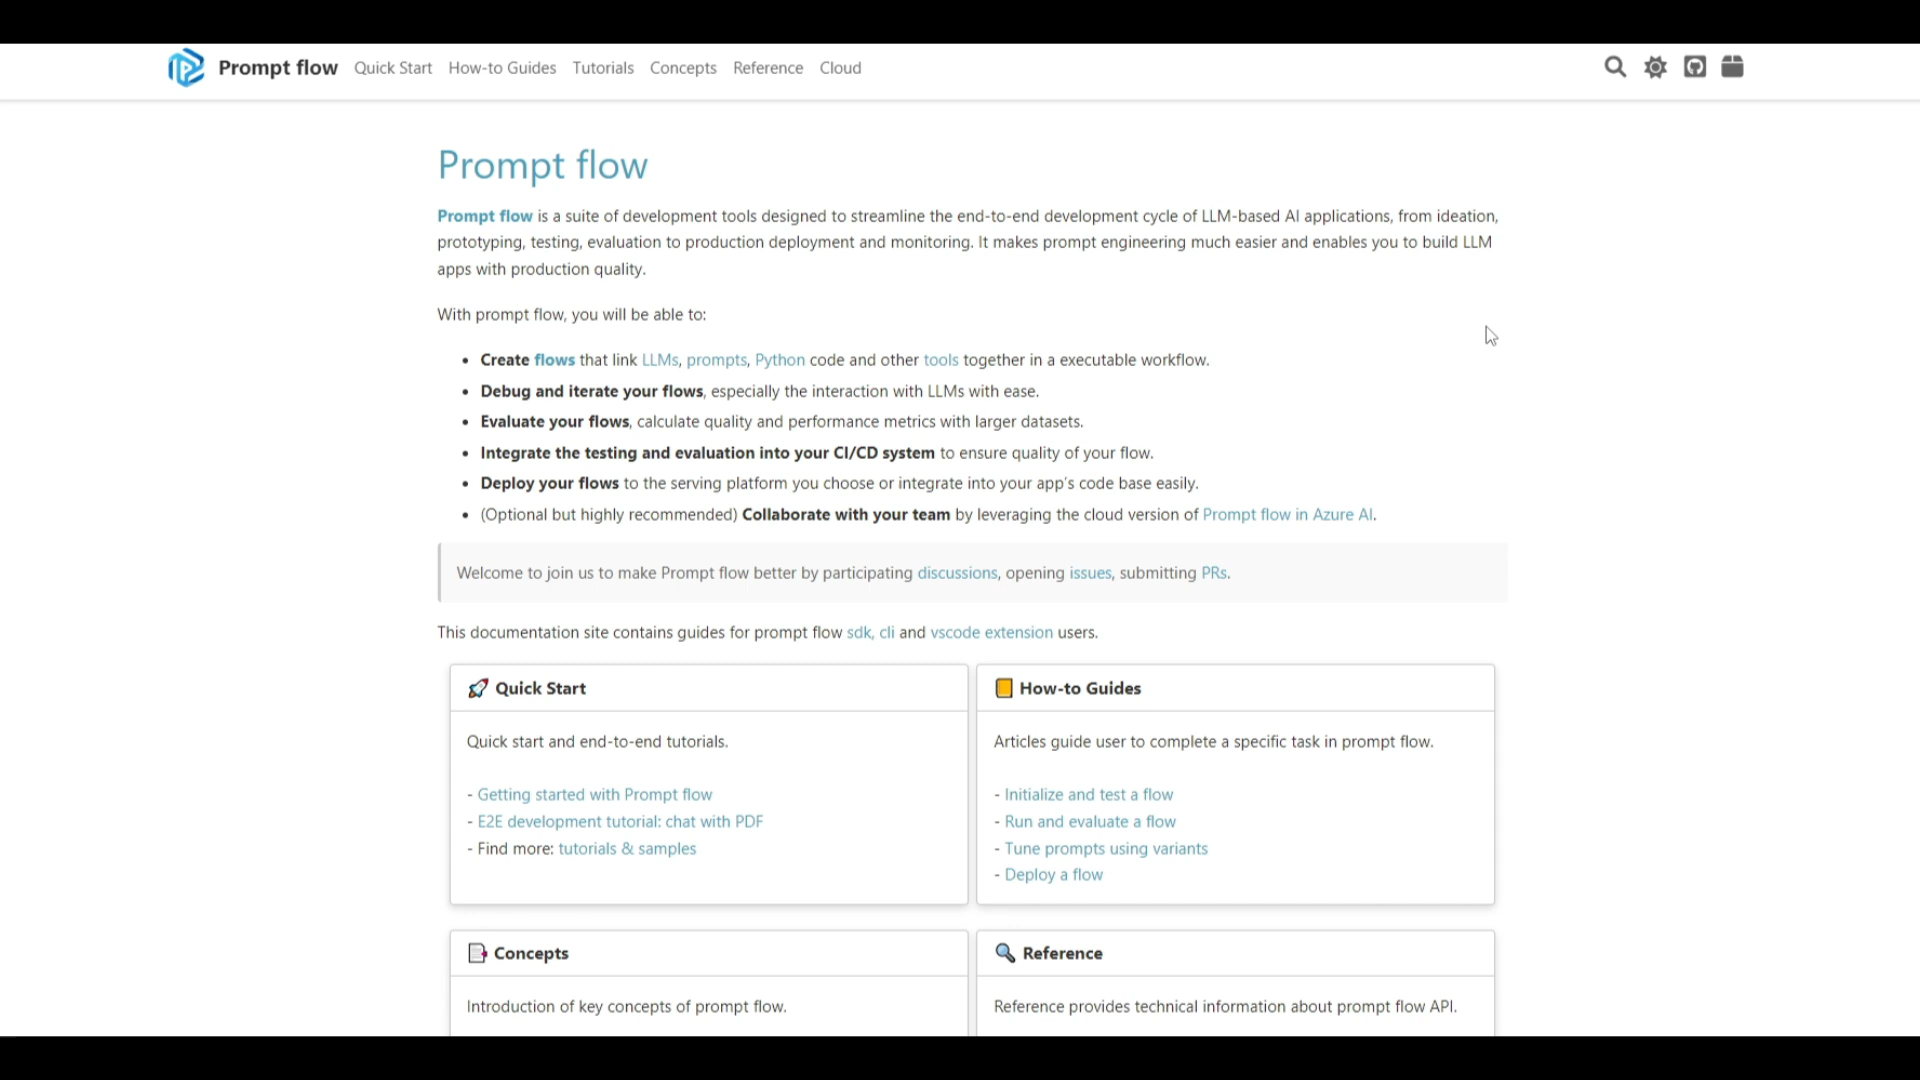 Prompt flow Quick Start How-to Guides Tutorials Concepts Reference Cloud
Prompt flow
Prompt flow is a suite of development tools designed to streamline the end-to-end development cycle of LLM-based AI applications, from ideation,
prototyping, testing, evaluation to production deployment and monitoring. It makes prompt engineering much easier and enables you to build LLM
apps with production quality.
With prompt flow, you will be able to:
• Create flows that link LLMs, prompts, Python code and other tools together in a executable workflow.
• Debug and iterate your flows, especially the interaction with LLMs with ease.
• Evaluate your flows, calculate quality and performance metrics with larger datasets.
• Integrate the testing and evaluation into your CI/CD system to ensure quality of your flow.
• Deploy your flows to the serving platform you choose or integrate into your app's code base easily.
• (Optional but highly recommended) Collaborate with your team by leveraging the cloud version of Prompt flow in Azure AI.
Welcome to join us to make Prompt flow better by participating discussions, opening issues, submitting PRs.
This documentation site contains guides for prompt flow sdk, cli and vscode extension users.
Quick Start
Quick start and end-to-end tutorials.
- Getting started with Prompt flow
- E2E development tutorial: chat with PDF
- Find more: tutorials & samples
How-to Guides
Articles guide user to complete a specific task in prompt flow.
- Initialize and test a flow
- Run and evaluate a flow
- Tune prompts using variants
- Deploy a flow
Concepts
Introduction of key concepts of prompt flow.
Reference
Reference provides technical information about prompt flow API.